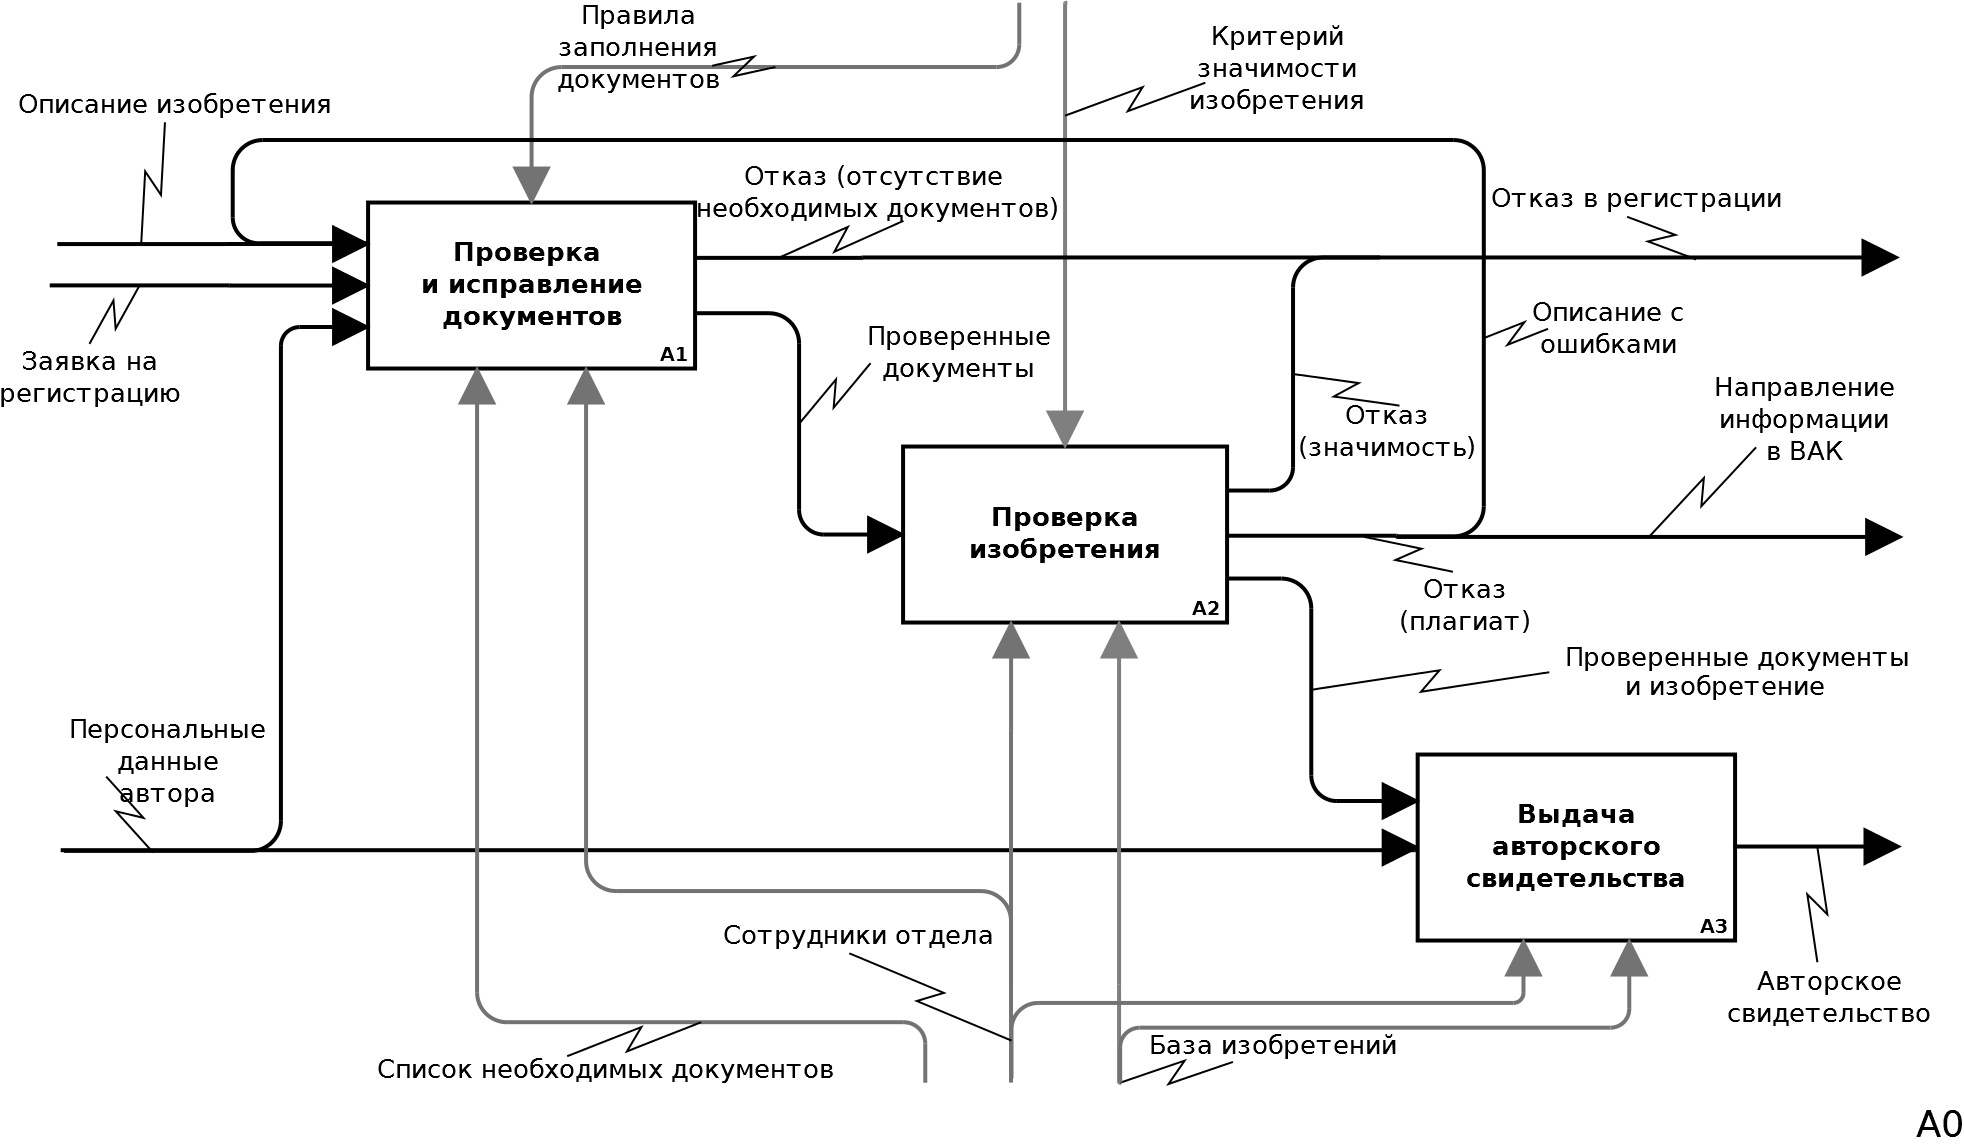 Правила
заполнения
документов
Критерий
значимости
изобретения
Описание изобретения
Отказ (отсутствие
необходимых документов)
Отказ в регистрации
Проверка
и исправление
документов
A1
Заявка на
регистрацию
Проверенные
документы
Описание с
ошибками
Отказ
(значимость)
Направление
информации
в ВАК
Проверка
изобретения
A2
Отказ
(плагиат)
Проверенные документы
и изобретение
Персональные
данные
автора
Выдача
авторского
свидетельства
A3
Сотрудники отдела
Авторское
свидетельство
База изобретений
Список необходимых документов
A0